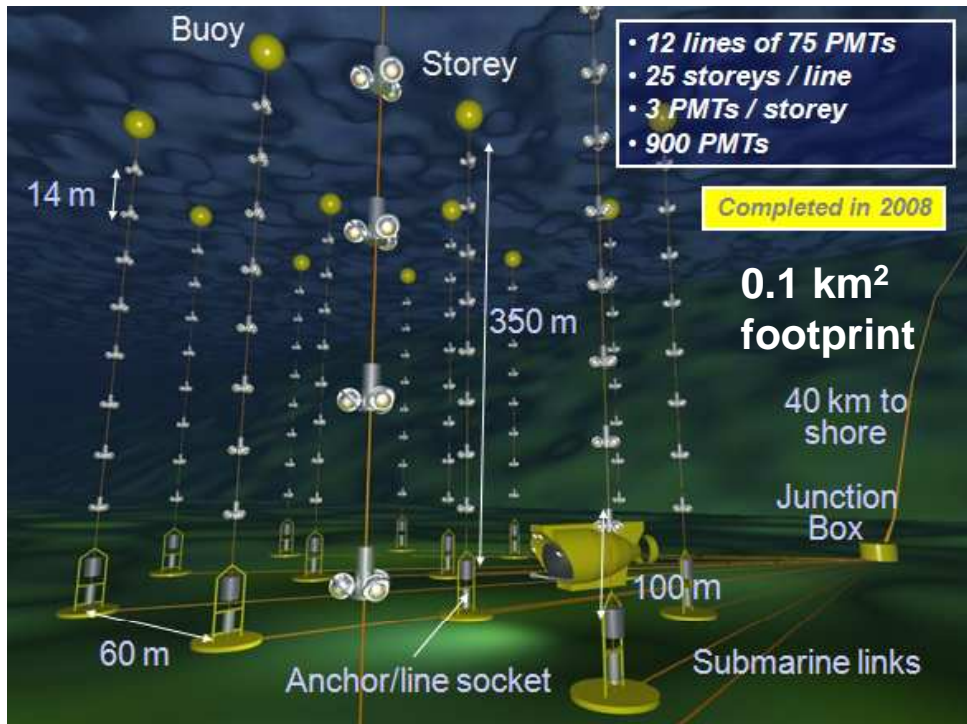 Buoy
Storey
• 12 lines of 75 PMTs
• 25 storeys / line
• 3 PMTs / storey
• 900 PMTs
14 m
Completed in 2008
0.1 km²
footprint
350 m
40 km to
shore
Junction
Box
100 m
60 m
Anchor/line socket
Submarine links